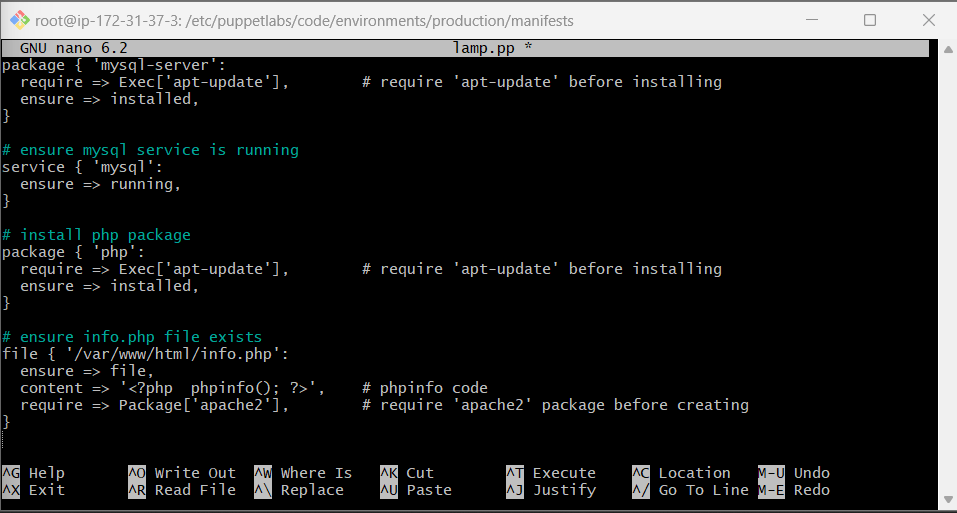 root@ip-172-31-37-3: /etc/puppetlabs/code/environments/production/manifests
GNU nano 6.2 lamp.pp *
package { 'mysql-server':
  require => Exec['apt-update'],        # require 'apt-update' before installing
  ensure => installed,
}

# ensure mysql service is running
service { 'mysql':
  ensure => running,
}

# install php package
package { 'php':
  require => Exec['apt-update'],        # require 'apt-update' before installing
  ensure => installed,
}

# ensure info.php file exists
file { '/var/www/html/info.php':
  ensure => file,
  content => '<?php  phpinfo(); ?>',    # phpinfo code
  require => Package['apache2'],        # require 'apache2' package before creating
}
^G Help ^O Write Out ^W Where Is ^K Cut ^T Execute ^C Location M-U Undo
^X Exit ^R Read File ^\ Replace ^U Paste ^J Justify ^/ Go To Line M-E Redo